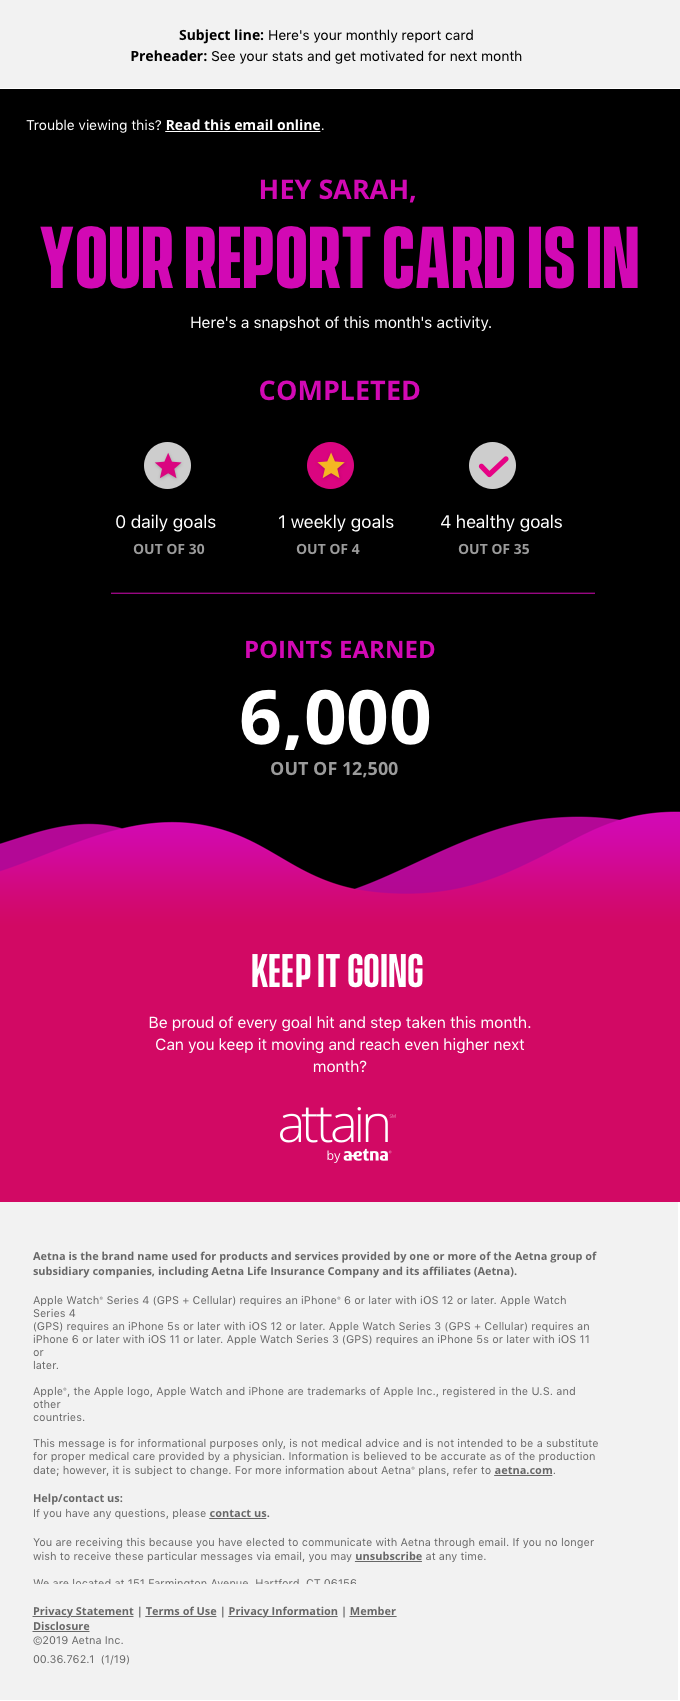 Subject line: Here's your monthly report card
Preheader: See your stats and get motivated for next month
Trouble viewing this? Read this email online.
HEY SARAH,
YOUR REPORT CARD IS IN
Here's a snapshot of this month's activity.
COMPLETED
0 daily goals
OUT OF 30
1 weekly goals
OUT OF 4
4 healthy goals
OUT OF 35
POINTS EARNED
6,000
OUT OF 12,500
KEEP IT GOING
Be proud of every goal hit and step taken this month.
Can you keep it moving and reach even higher next
month?
attain℠
by aetna®
Aetna is the brand name used for products and services provided by one or more of the Aetna group of
subsidiary companies, including Aetna Life Insurance Company and its affiliates (Aetna).
Apple Watch® Series 4 (GPS + Cellular) requires an iPhone® 6 or later with iOS 12 or later. Apple Watch
Series 4
(GPS) requires an iPhone 5s or later with iOS 12 or later. Apple Watch Series 3 (GPS + Cellular) requires an
iPhone 6 or later with iOS 11 or later. Apple Watch Series 3 (GPS) requires an iPhone 5s or later with iOS 11
or
later.
Apple®, the Apple logo, Apple Watch and iPhone are trademarks of Apple Inc., registered in the U.S. and
other
countries.
This message is for informational purposes only, is not medical advice and is not intended to be a substitute
for proper medical care provided by a physician. Information is believed to be accurate as of the production
date; however, it is subject to change. For more information about Aetna® plans, refer to aetna.com.
Help/contact us:
If you have any questions, please contact us.
You are receiving this because you have elected to communicate with Aetna through email. If you no longer
wish to receive these particular messages via email, you may unsubscribe at any time.
We are located at 151 Farmington Avenue, Hartford, CT 06156
Privacy Statement | Terms of Use | Privacy Information | Member
Disclosure
©2019 Aetna Inc.
00.36.762.1 (1/19)